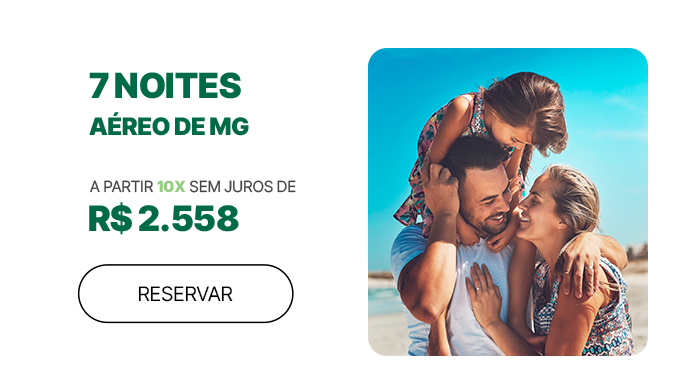 7 NOITES
AÉREO DE MG
A PARTIR 10X SEM JUROS DE
R$ 2.558
RESERVAR